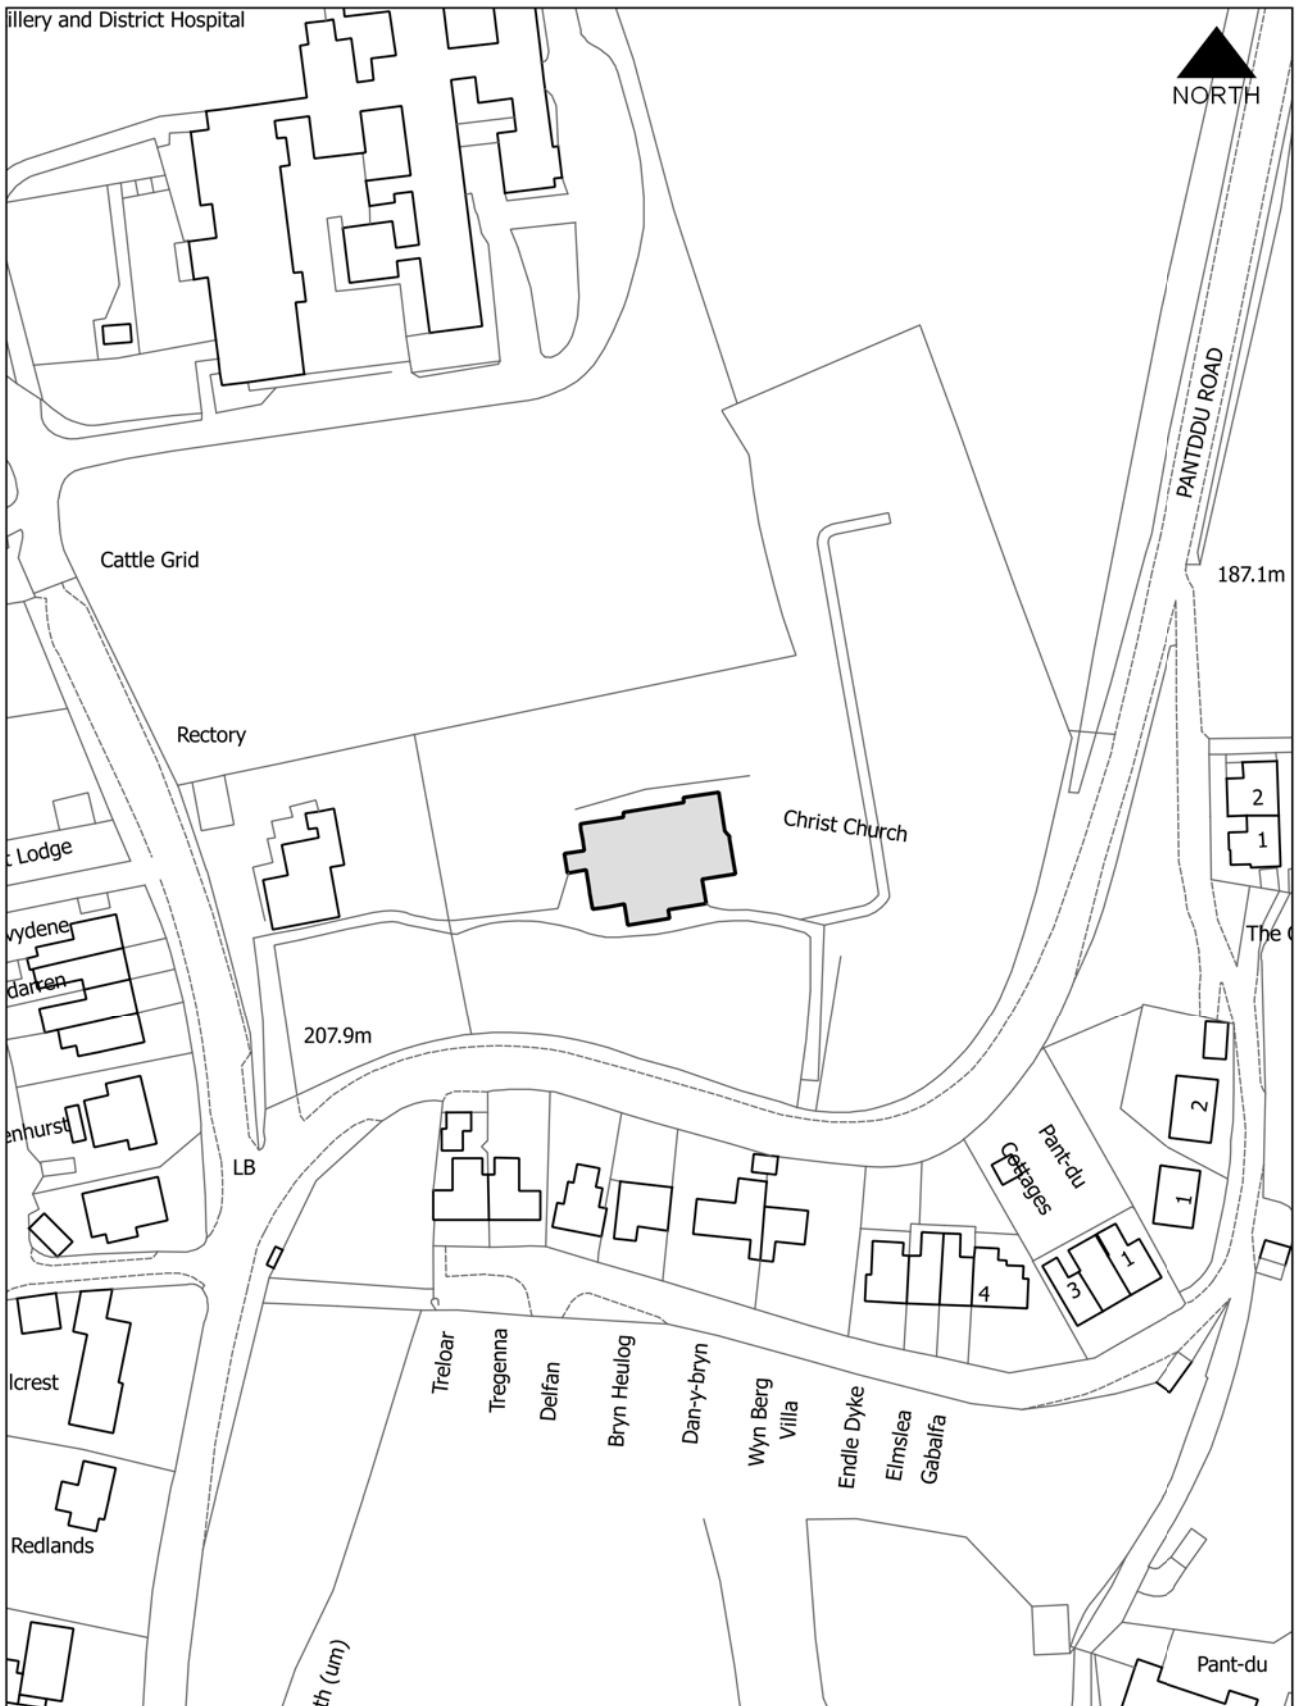 illery and District Hospital
NORTH
PANTDDU ROAD
Cattle Grid
187.1m
Rectory
2
Christ Church
1
t Lodge
vydene
The
darren
207.9m
2
enhurst
Pant-du
Cottages
LB
1
1
3
4
Treloar
Tregenna
Delfan
Bryn Heulog
Dan-y-bryn
Wyn Berg
Villa
Endle Dyke
Elmslea
Gabalfa
lcrest
Redlands
th (um)
Pant-du